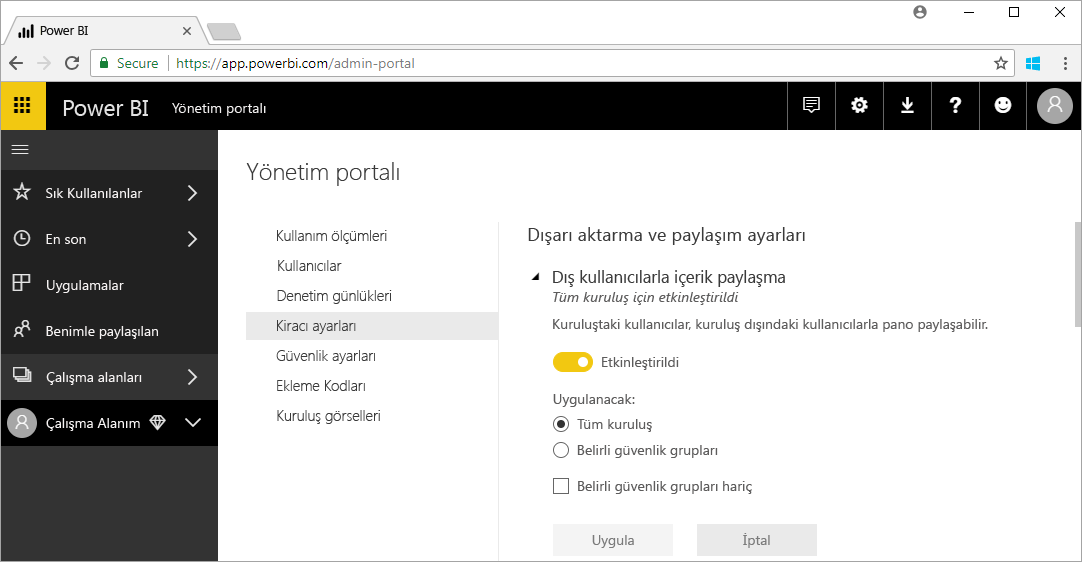 Power BI
Secure https://app.powerbi.com/admin-portal
Power BI Yönetim portalı
Sık Kullanılanlar
En son
Uygulamalar
Benimle paylaşılan
Çalışma alanları
Çalışma Alanım
Yönetim portalı
Kullanım ölçümleri
Kullanıcılar
Denetim günlükleri
Kiracı ayarları
Güvenlik ayarları
Ekleme Kodları
Kuruluş görselleri
Dışarı aktarma ve paylaşım ayarları
Dış kullanıcılarla içerik paylaşma
Tüm kuruluş için etkinleştirildi
Kuruluştaki kullanıcılar, kuruluş dışındaki kullanıcılarla pano paylaşabilir.
Etkinleştirildi
Uygulanacak:
Tüm kuruluş
Belirli güvenlik grupları
Belirli güvenlik grupları hariç
Uygula İptal